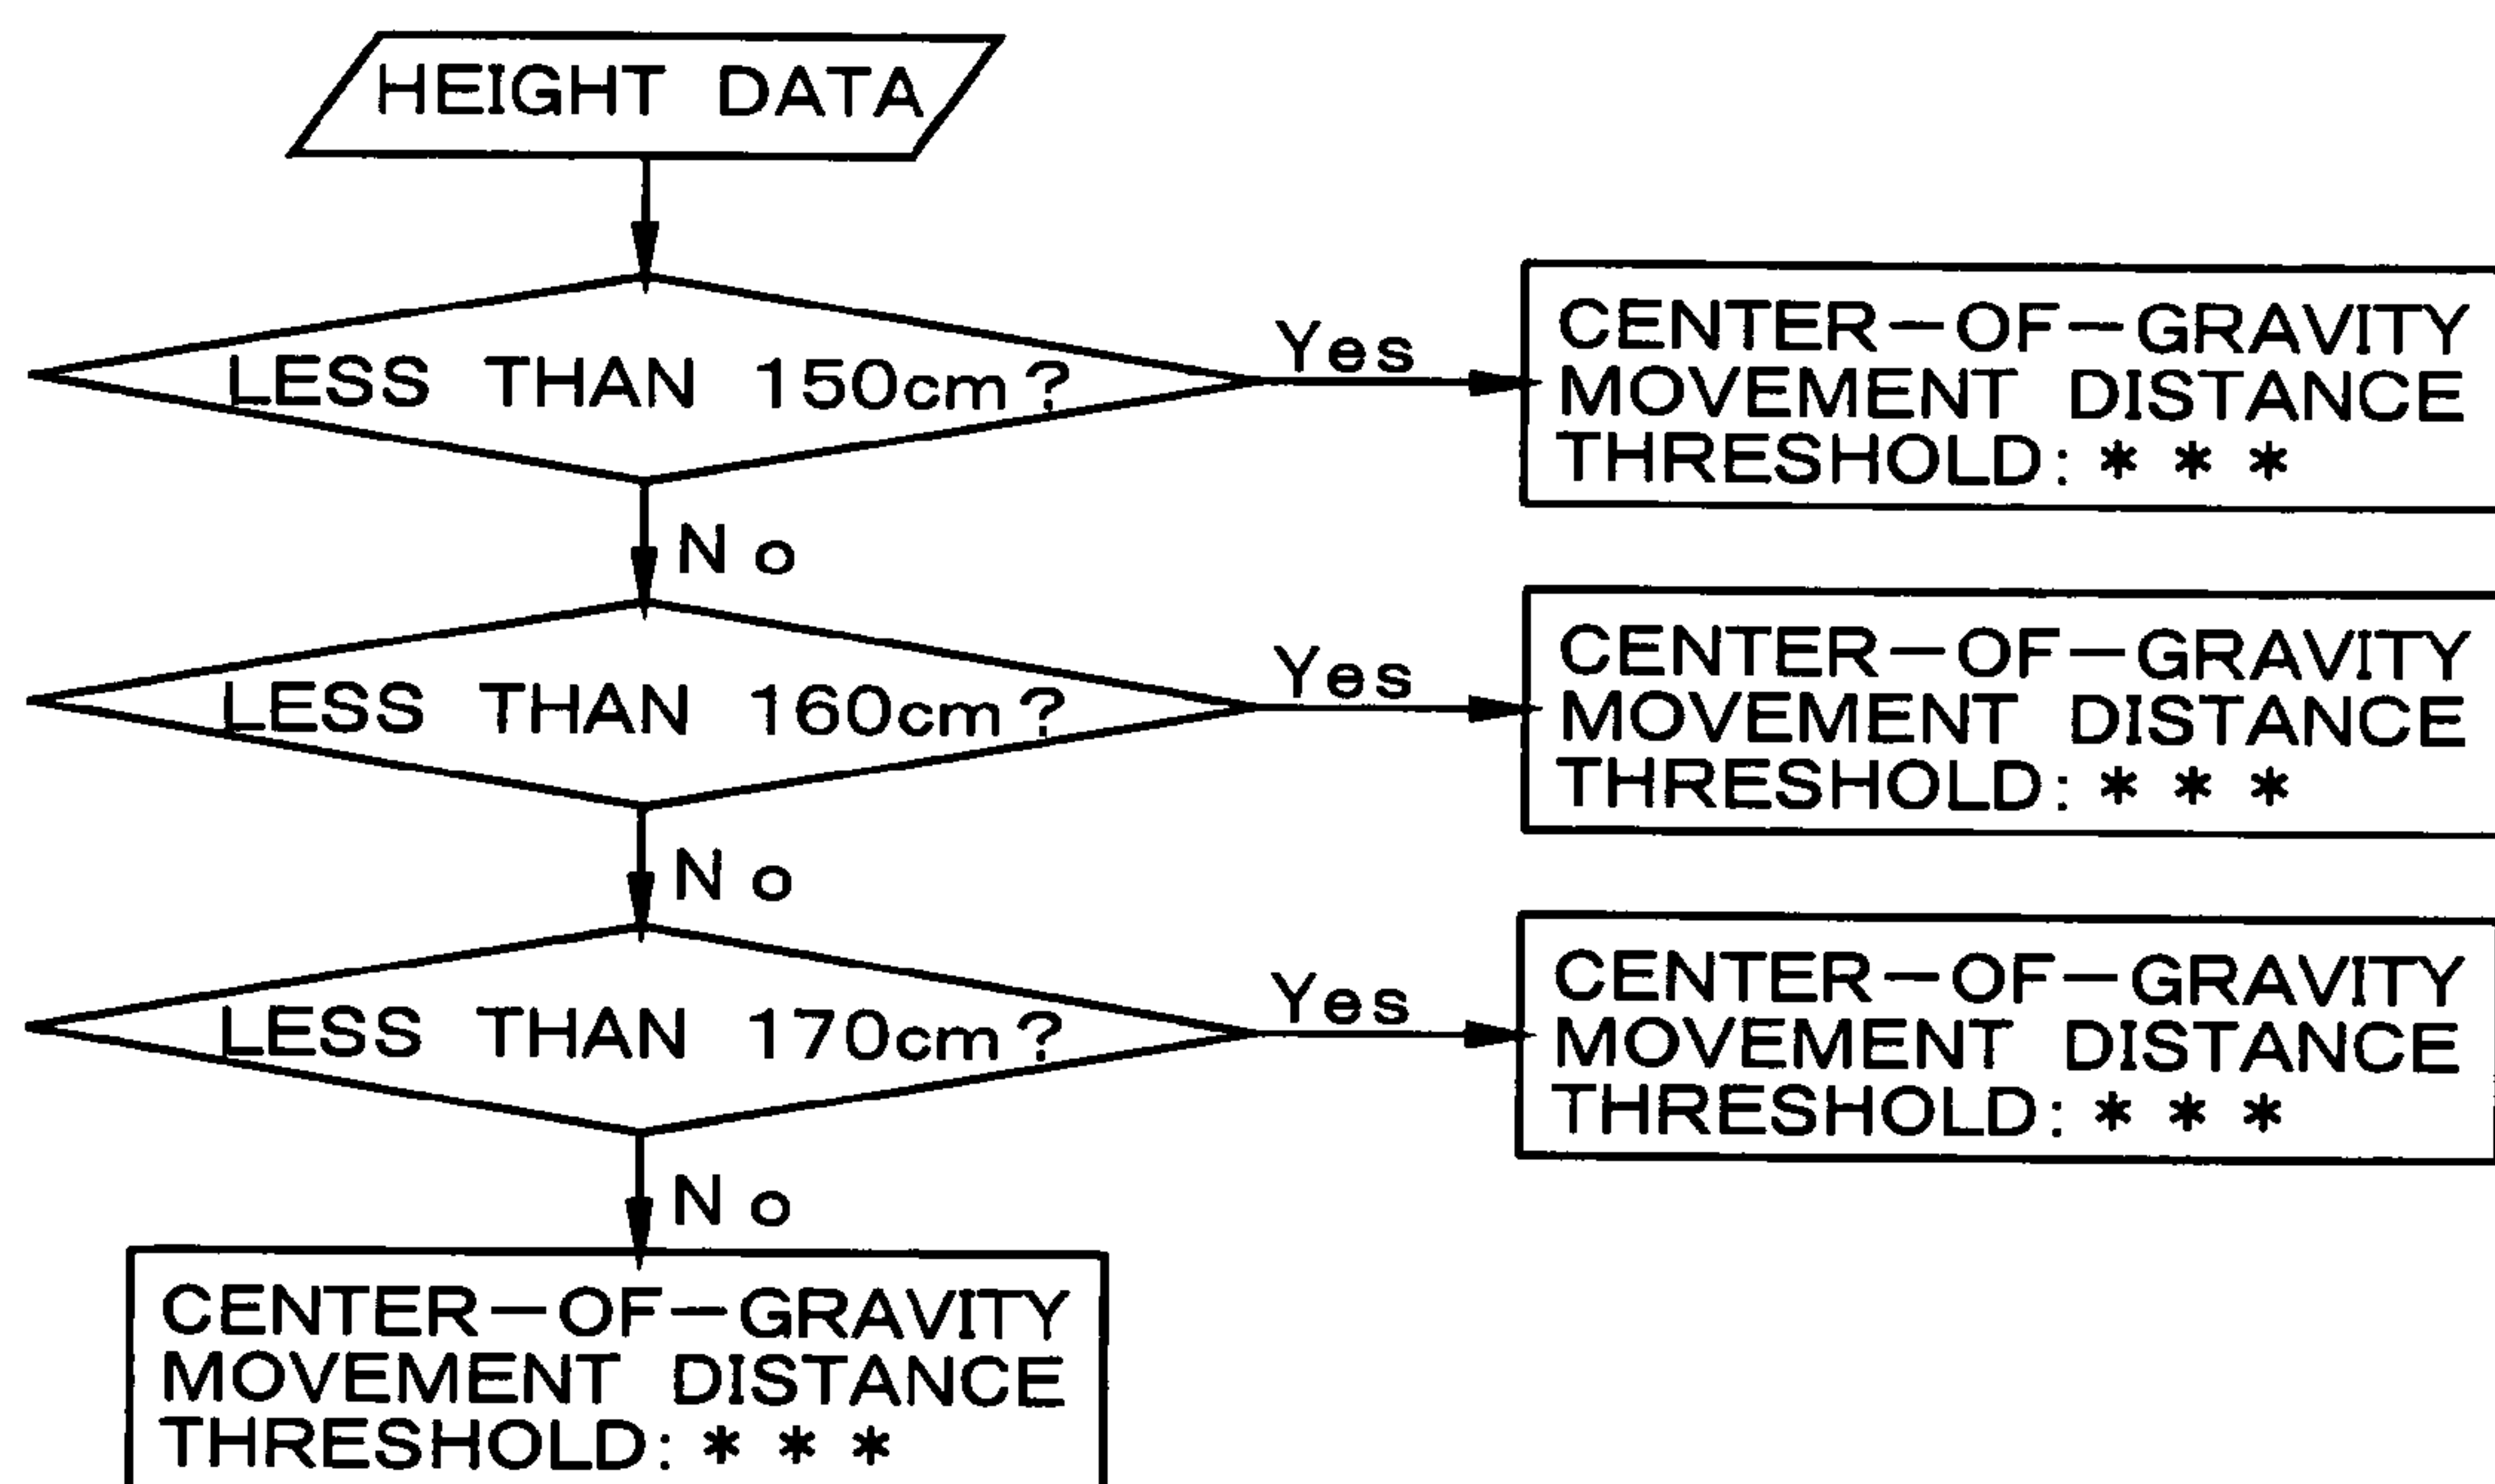 HEIGHT DATA
LESS THAN 150cm?
Yes
CENTER-OF-GRAVITY
MOVEMENT DISTANCE
THRESHOLD: * * *
No
LESS THAN 160cm?
Yes
CENTER-OF-GRAVITY
MOVEMENT DISTANCE
THRESHOLD: * * *
No
LESS THAN 170cm?
Yes
CENTER-OF-GRAVITY
MOVEMENT DISTANCE
THRESHOLD: * * *
No
CENTER-OF-GRAVITY
MOVEMENT DISTANCE
THRESHOLD: * * *